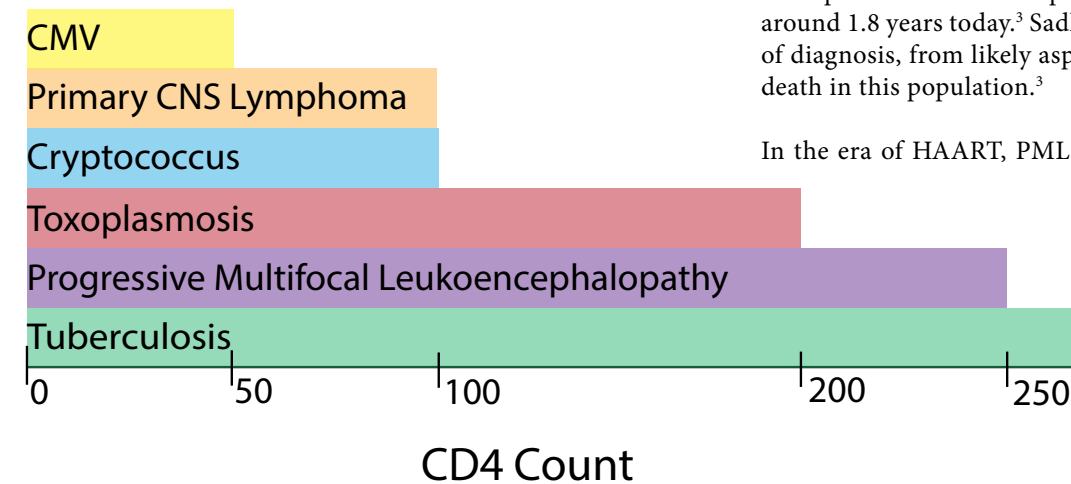 CMV
Primary CNS Lymphoma
Cryptococcus
Toxoplasmosis
Progressive Multifocal Leukoencephalopathy
Tuberculosis
0 50 100 200 250
CD4 Count
around 1.8 years today.³
of diagnosis, from likely
death in this population.³
In the era of HAART, PML